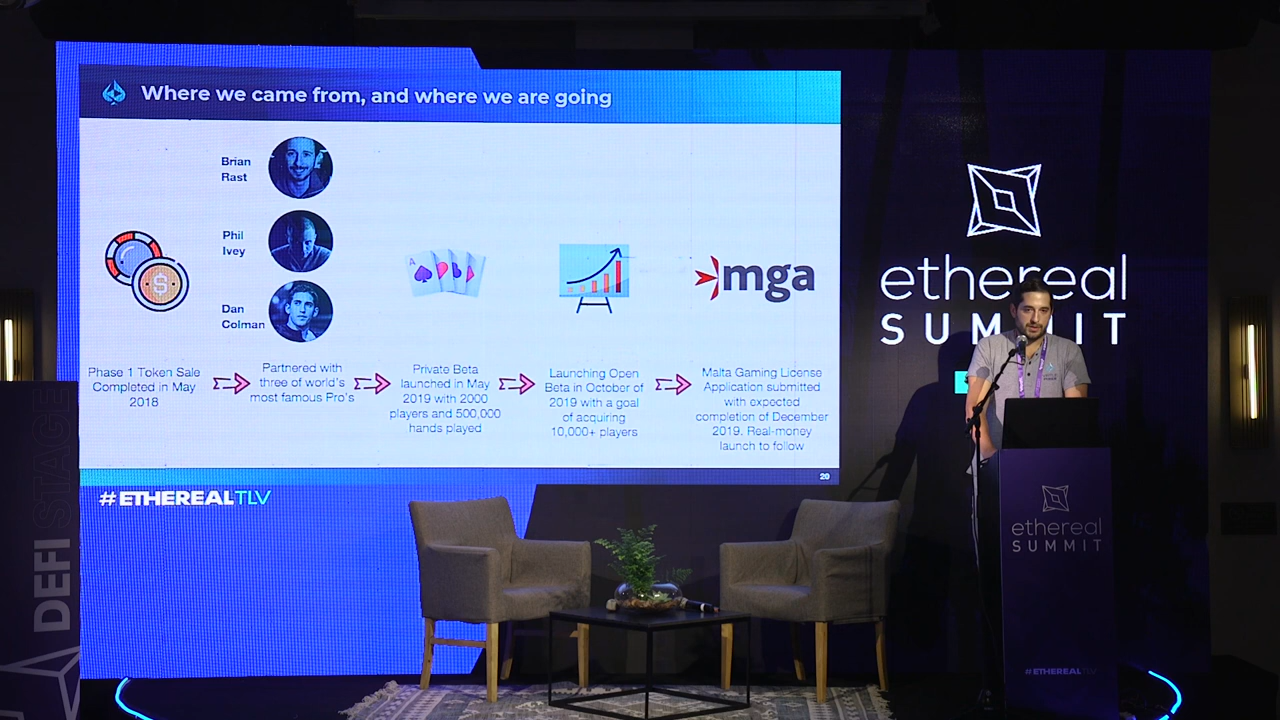 Where we came from, and where we are going
Brian
Rast
Phil
Ivey
Dan
Colman
A
mga
Phase 1 Token Sale
Completed in May
2018
Partnered with
three of world's
most famous Pro's
Private Beta
launched in May
2019 with 2000
players and 500,000
hands played
Launching Open
Beta in October of
2019 with a goal
of acquiring
10,000+ players
Malta Gaming License
Application submitted
with expected
completion of December
2019. Real-money
launch to follow
20
#ETHEREALTLV
ethereal
SUMMIT
DEFI STAGE
ethereal
SUMMIT
#ETHEREALTLV